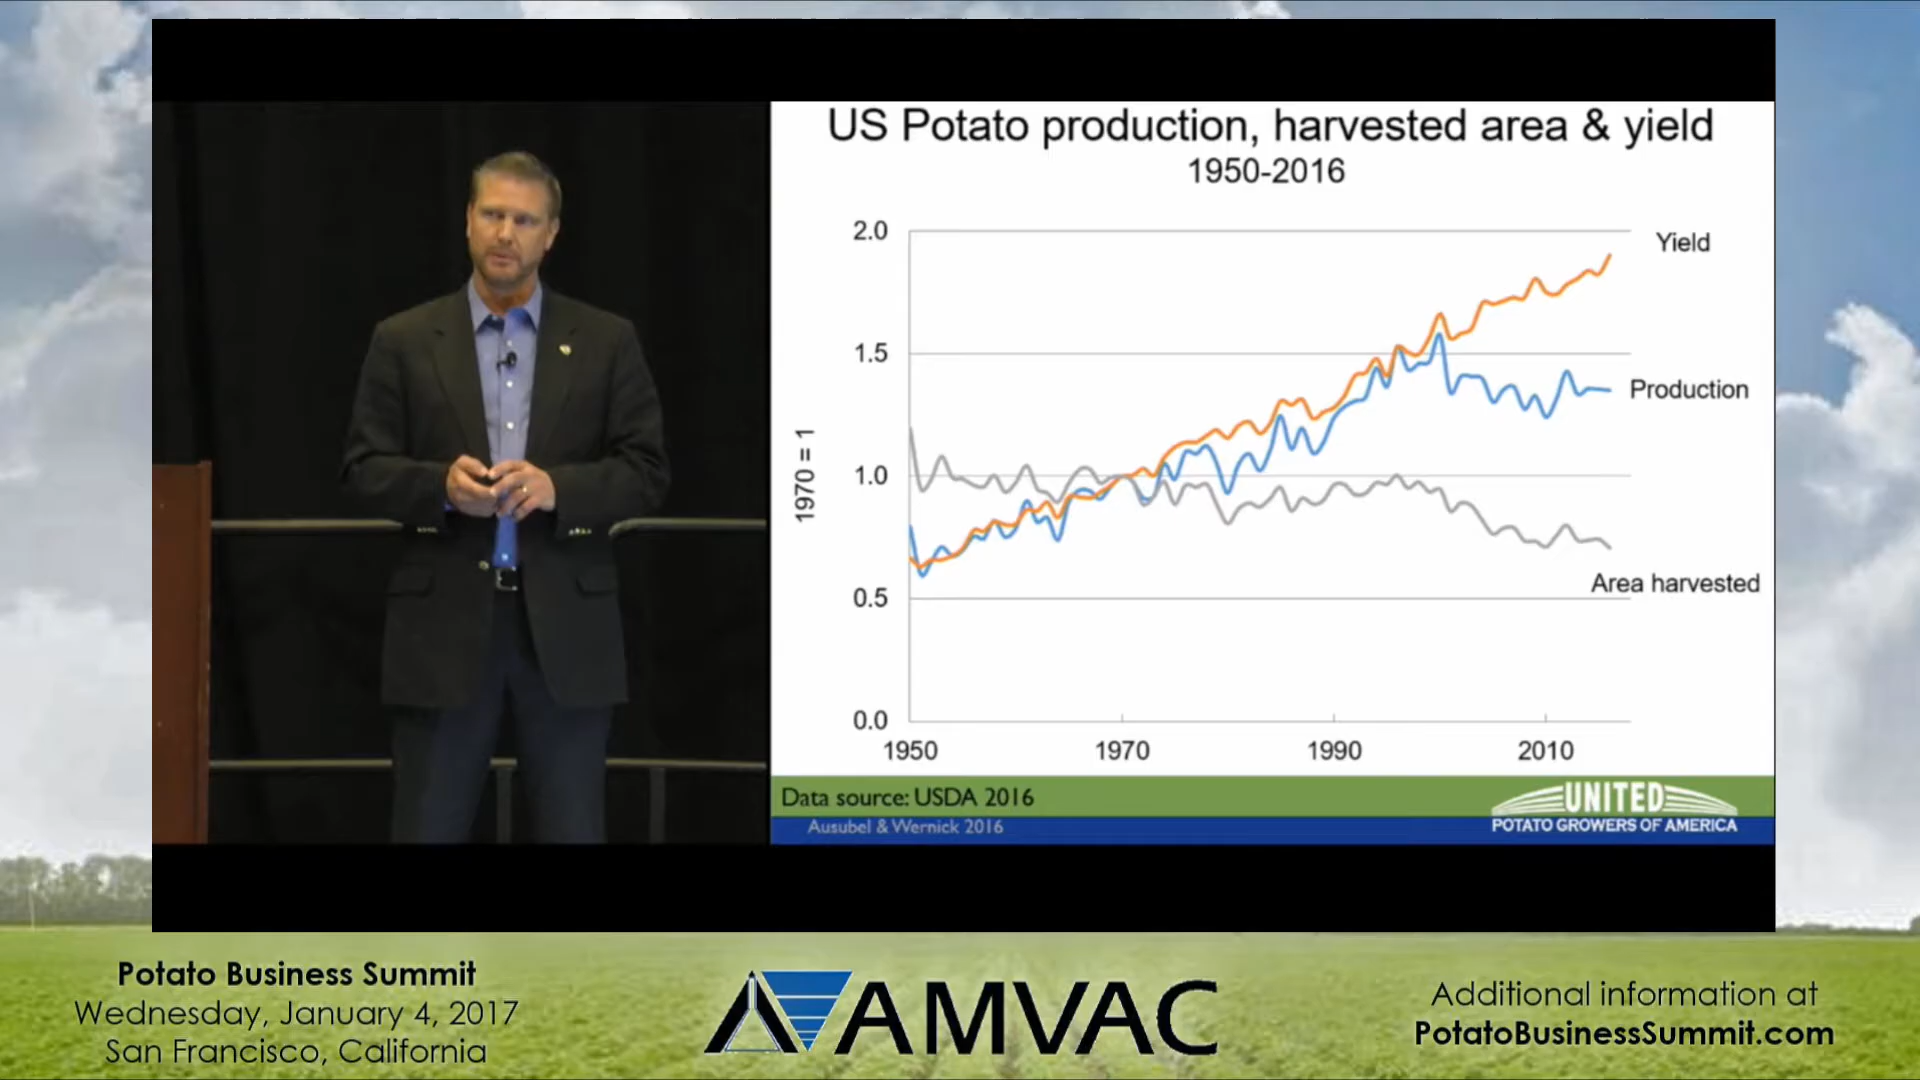 US Potato production, harvested area & yield
1950-2016
2.0
1.5
1.0
0.5
0.0
1970 = 1
Yield
Production
Area harvested
1950 1970 1990 2010
Data source: USDA 2016
Ausubel & Wernick 2016
UNITED
POTATO GROWERS OF AMERICA
Potato Business Summit
Wednesday, January 4, 2017
San Francisco, California
AMVAC
Additional information at
PotatoBusinessSummit.com